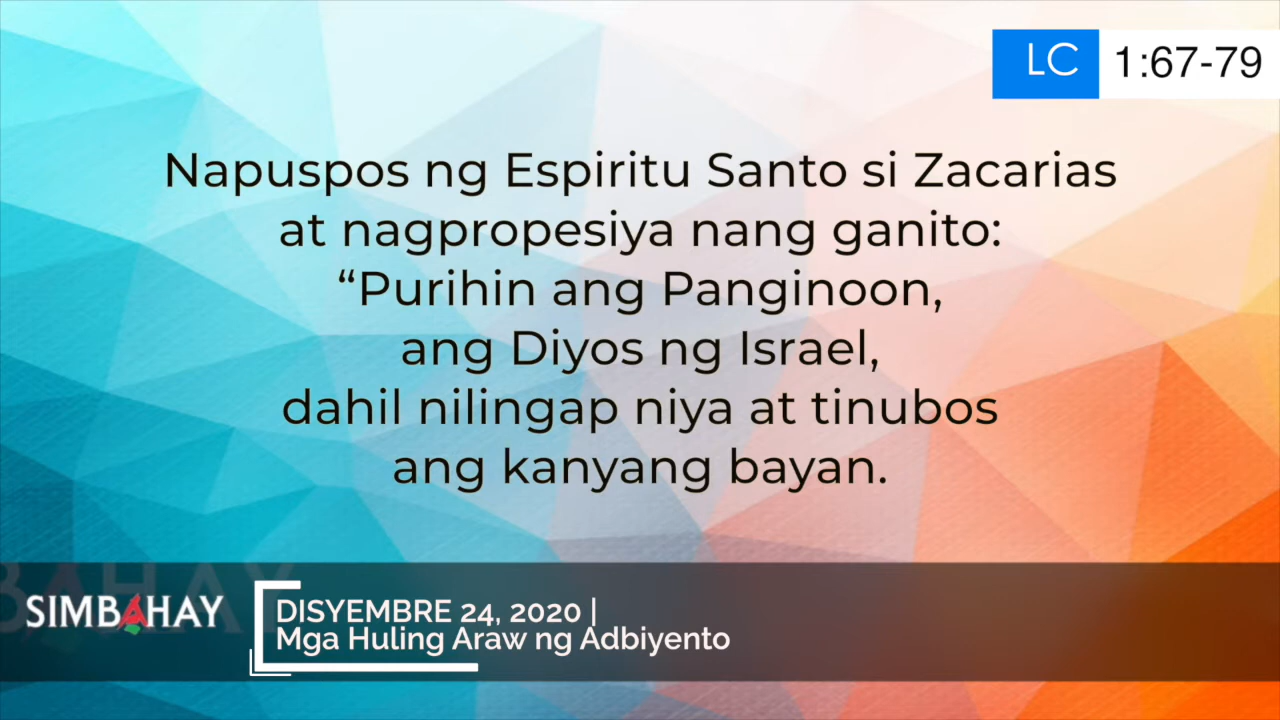 LC 1:67-79
Napuspos ng Espiritu Santo si Zacarias
at nagpropesiya nang ganito:
“Purihin ang Panginoon,
ang Diyos ng Israel,
dahil nilingap niya at tinubos
ang kanyang bayan.
SIMBAHAY
DISYEMBRE 24, 2020 |
Mga Huling Araw ng Adbiyento